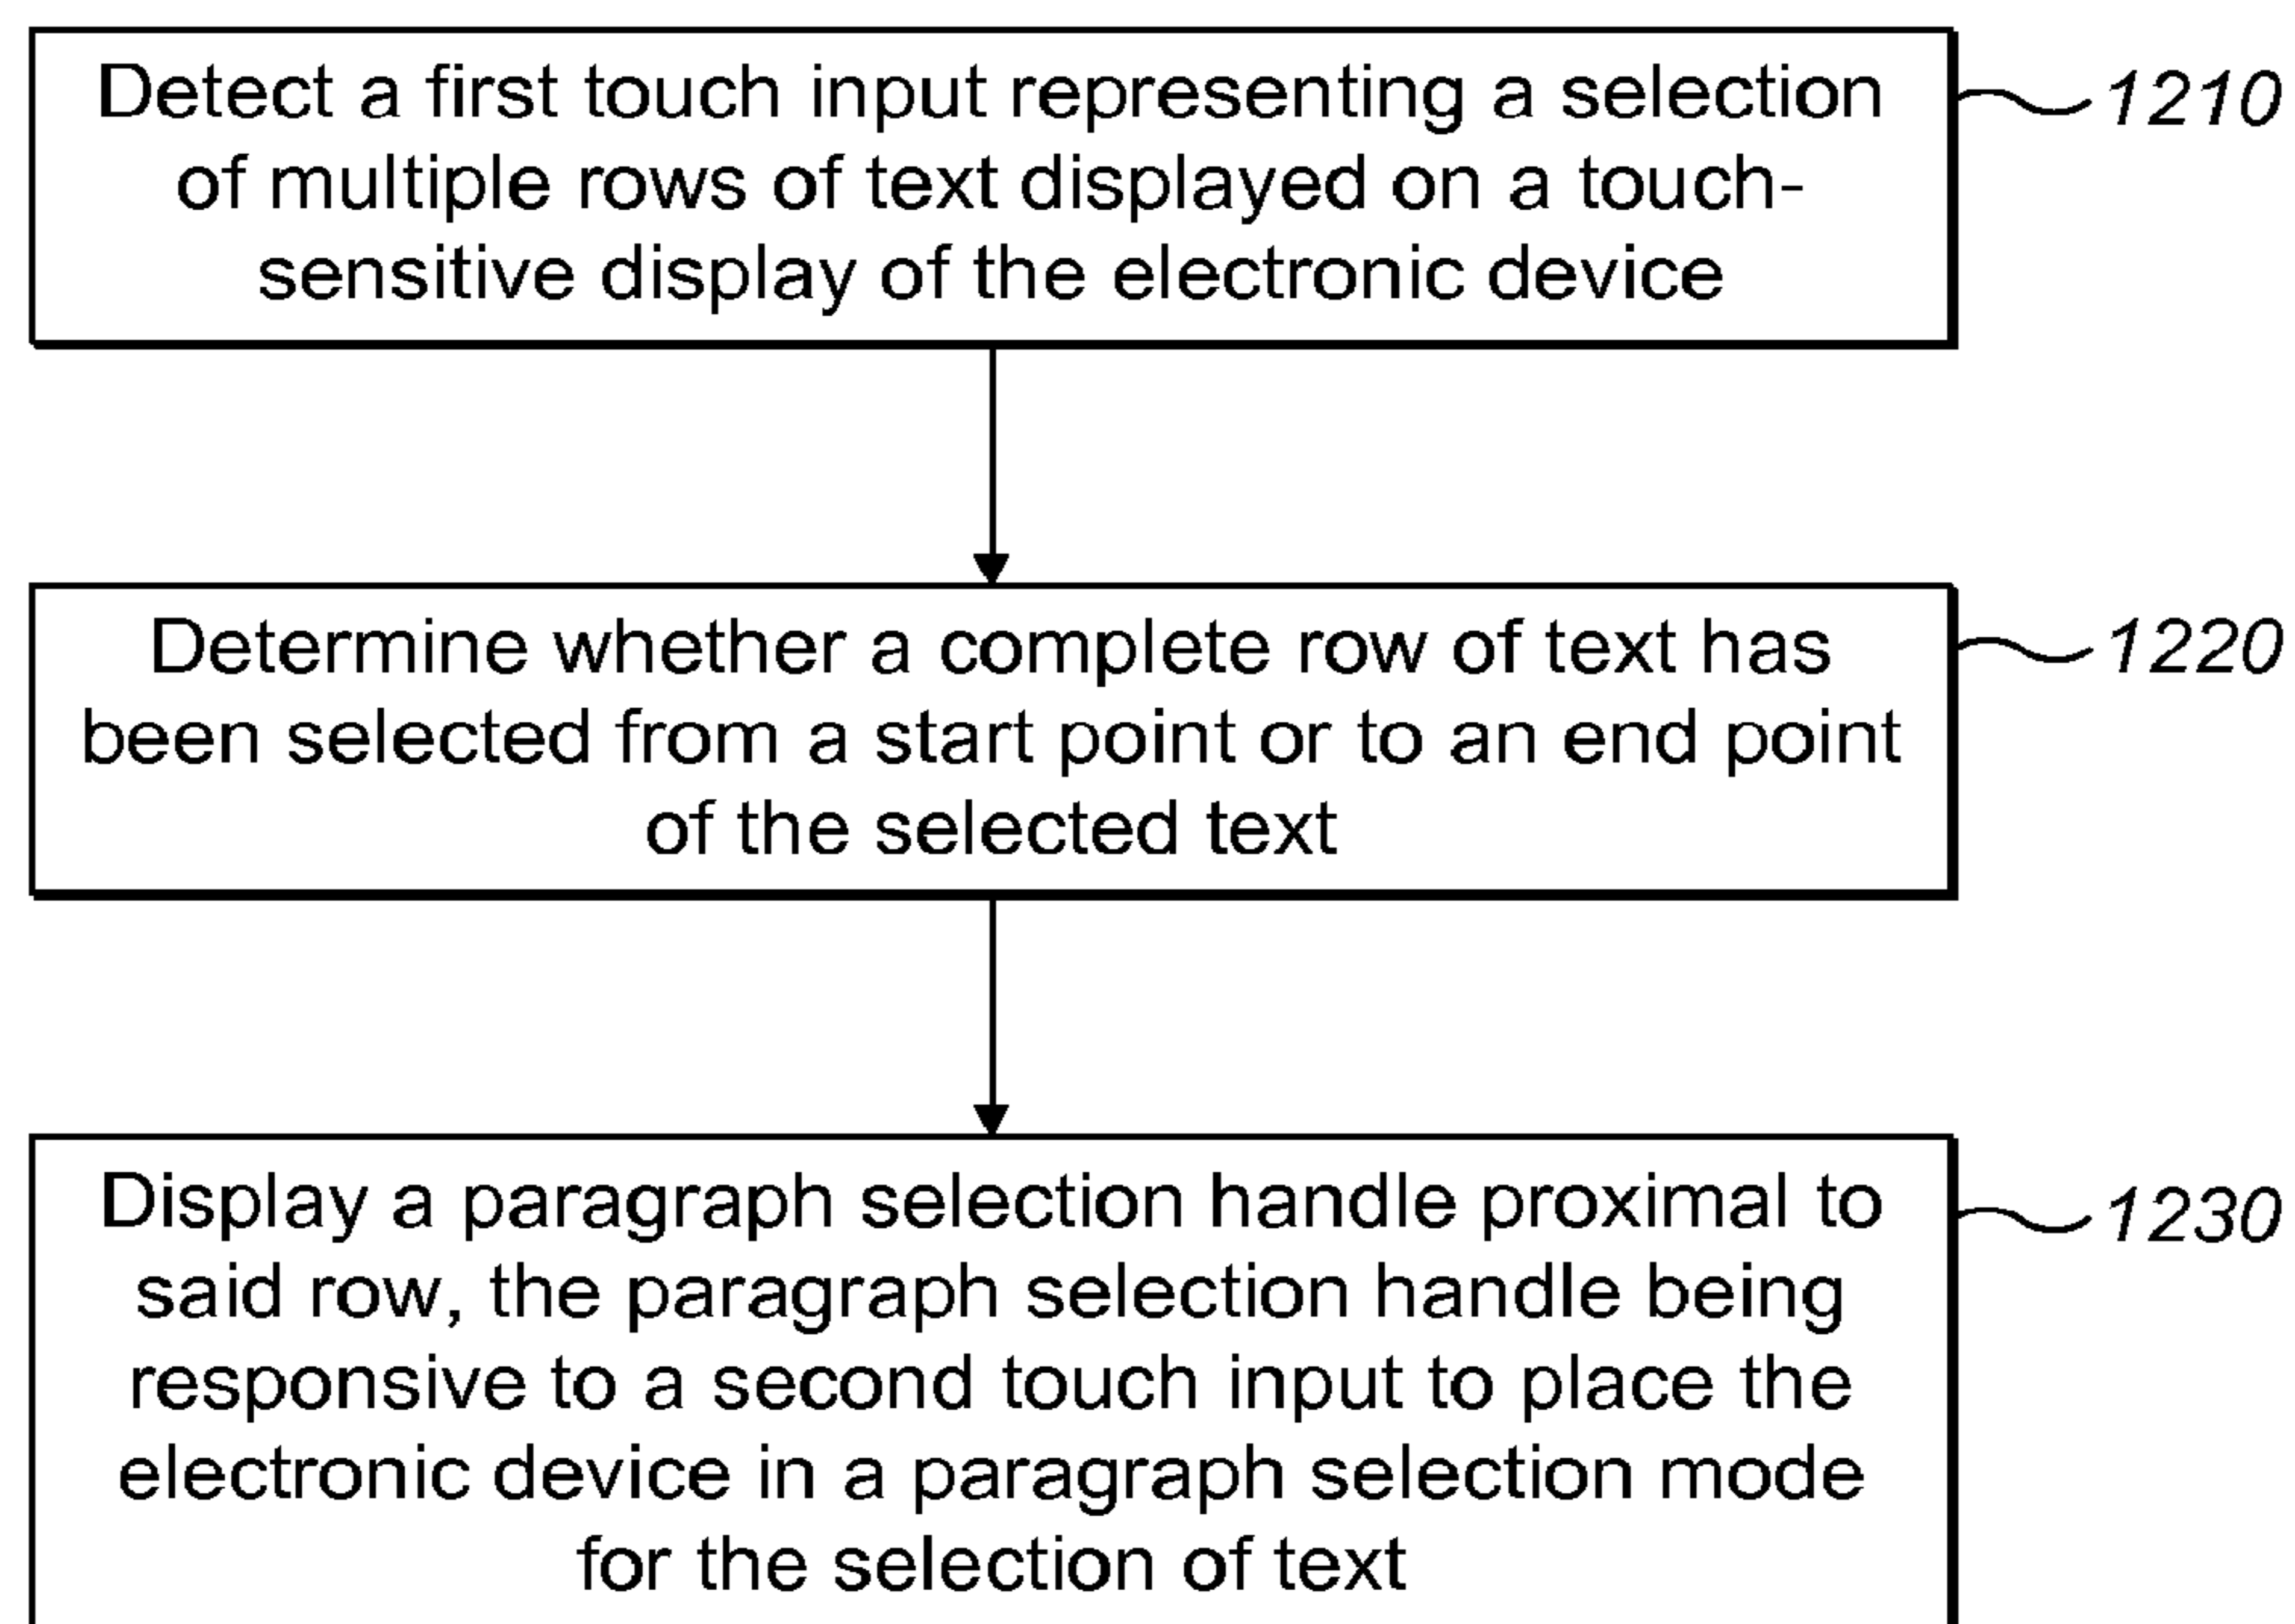 Detect a first touch input representing a selection
of multiple rows of text displayed on a touch-
sensitive display of the electronic device
1210
Determine whether a complete row of text has
been selected from a start point or to an end point
of the selected text
1220
Display a paragraph selection handle proximal to
said row, the paragraph selection handle being
responsive to a second touch input to place the
electronic device in a paragraph selection mode
for the selection of text
1230